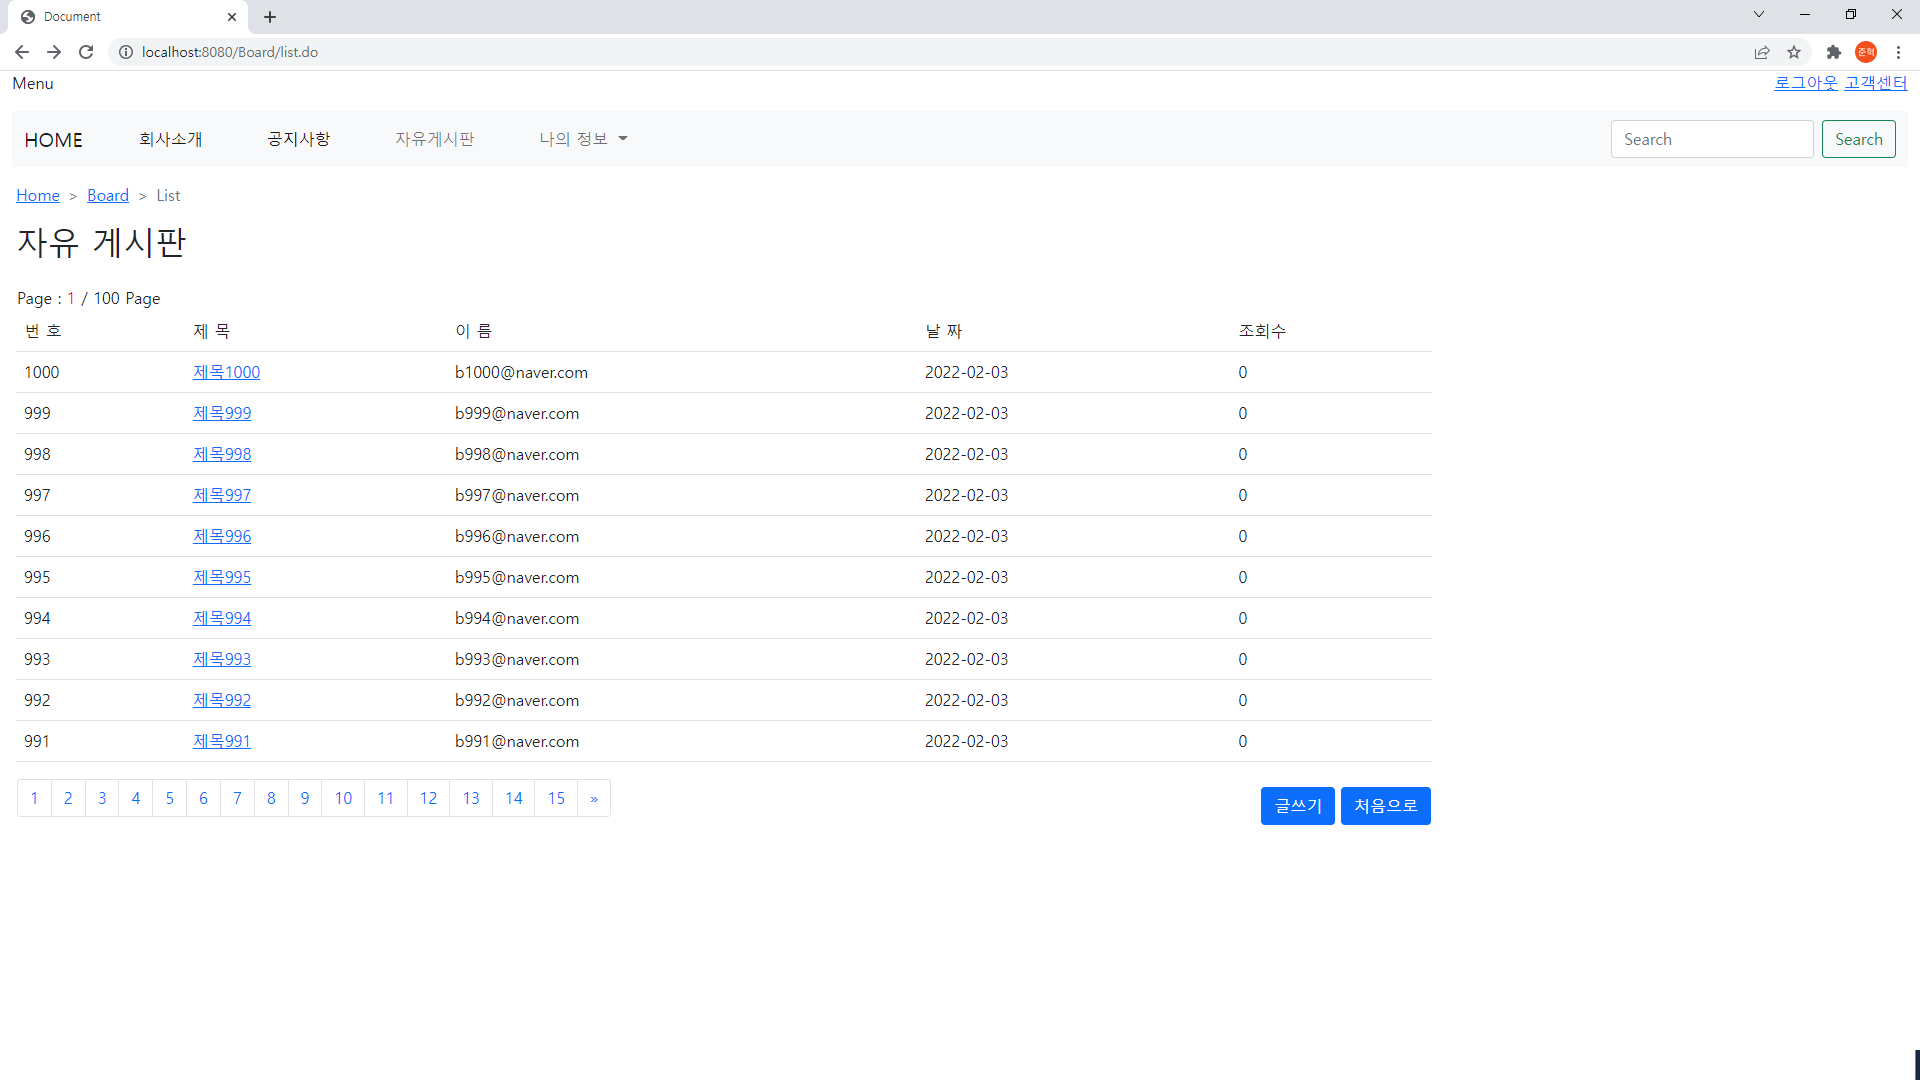 Document
localhost:8080/Board/list.do
준혁
Menu 로그아웃 고객센터
HOME 회사소개 공지사항 자유게시판 나의 정보 Search Search
Home > Board > List
자유 게시판
Page : 1 / 100 Page
번 호 제 목 이 름 날 짜 조회수
1000 제목1000 b1000@naver.com 2022-02-03 0
999 제목999 b999@naver.com 2022-02-03 0
998 제목998 b998@naver.com 2022-02-03 0
997 제목997 b997@naver.com 2022-02-03 0
996 제목996 b996@naver.com 2022-02-03 0
995 제목995 b995@naver.com 2022-02-03 0
994 제목994 b994@naver.com 2022-02-03 0
993 제목993 b993@naver.com 2022-02-03 0
992 제목992 b992@naver.com 2022-02-03 0
991 제목991 b991@naver.com 2022-02-03 0
1 2 3 4 5 6 7 8 9 10 11 12 13 14 15 » 글쓰기 처음으로